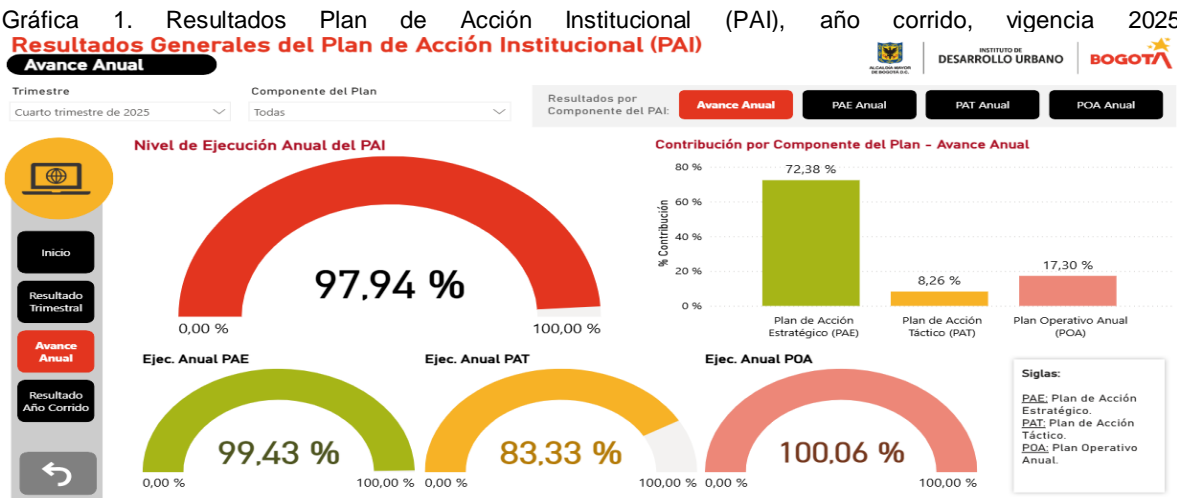 Gráfica 1. Resultados Plan de Acción Institucional (PAI), año corrido, vigencia 2025
Resultados Generales del Plan de Acción Institucional (PAI)
Avance Anual
ALCALDÍA MAYOR
DE BOGOTÁ D.C.
INSTITUTO DE
DESARROLLO URBANO
BOGOTÁ
Trimestre
Cuarto trimestre de 2025
Componente del Plan
Todas
Resultados por
Componente del PAI:
Avance Anual
PAE Anual
PAT Anual
POA Anual
Inicio
Resultado
Trimestral
Avance
Anual
Resultado
Año Corrido
Nivel de Ejecución Anual del PAI
97,94 %
0,00 %
100,00 %
Contribución por Componente del Plan - Avance Anual
% Contribución
80 %
60 %
40 %
20 %
0 %
72,38 %
8,26 %
17,30 %
Plan de Acción
Estratégico (PAE)
Plan de Acción
Táctico (PAT)
Plan Operativo Anual
(POA)
Ejec. Anual PAE
99,43 %
0,00 %
100,00 %
Ejec. Anual PAT
83,33 %
0,00 %
100,00 %
Ejec. Anual POA
100,06 %
0,00 %
100,00 %
Siglas:
PAE: Plan de Acción
Estratégico.
PAT: Plan de Acción
Táctico.
POA: Plan Operativo
Anual.